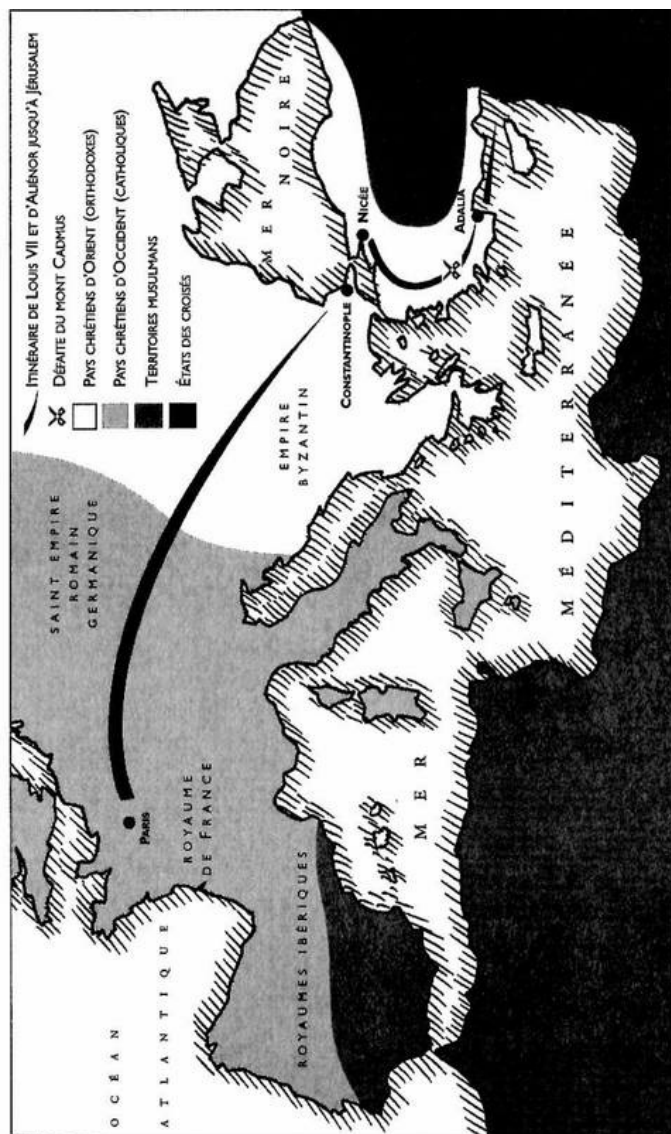 ITINÉRAIRE DE LOUIS VII ET D'ALIÉNOR JUSQU'À JÉRUSALEM
DÉFAITE DU MONT CADMUS
PAYS CHRÉTIENS D'ORIENT (ORTHODOXES)
PAYS CHRÉTIENS D'OCCIDENT (CATHOLIQUES)
TERRITOIRES MUSULMANS
ÉTATS DES CROISÉS
SAINT EMPIRE
ROMAIN
GERMANIQUE
MER NOIRE
OCÉAN
ATLANTIQUE
PARIS
ROYAUME
DE FRANCE
EMPIRE
BYZANTIN
CONSTANTINOPLE
NICÉE
ADALIA
ROYAUMES IBÉRIQUES
MER
MÉDITERRANÉE